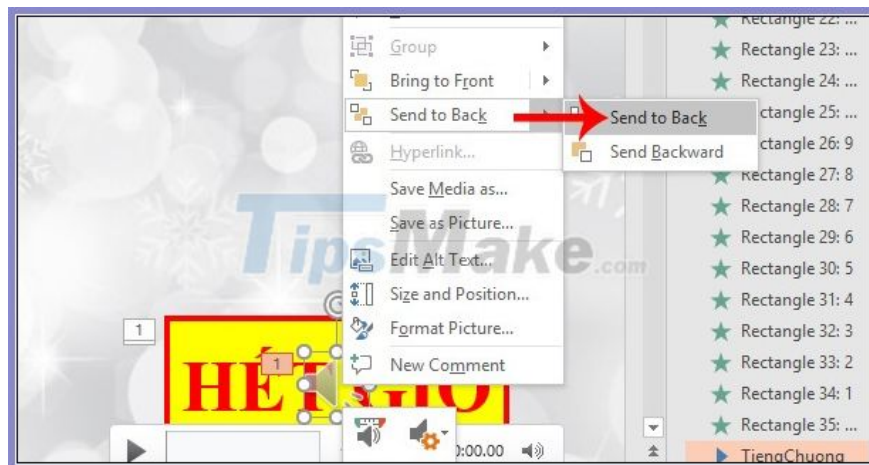 Group
Bring to Front
Send to Back
Hyperlink...
Save Media as...
Save as Picture...
Edit Alt Text...
Size and Position...
Format Picture...
New Comment
Send to Back
Send Backward
Rectangle 22: ...
Rectangle 23: ...
Rectangle 24: ...
ctangle 25: ...
ctangle 26: 9
Rectangle 27: 8
Rectangle 28: 7
Rectangle 29: 6
Rectangle 30: 5
Rectangle 31: 4
Rectangle 32: 3
Rectangle 33: 2
Rectangle 34: 1
Rectangle 35: ...
TiengChuong
TipsMake.com
1
1
HẾT GIỜ
:00.00